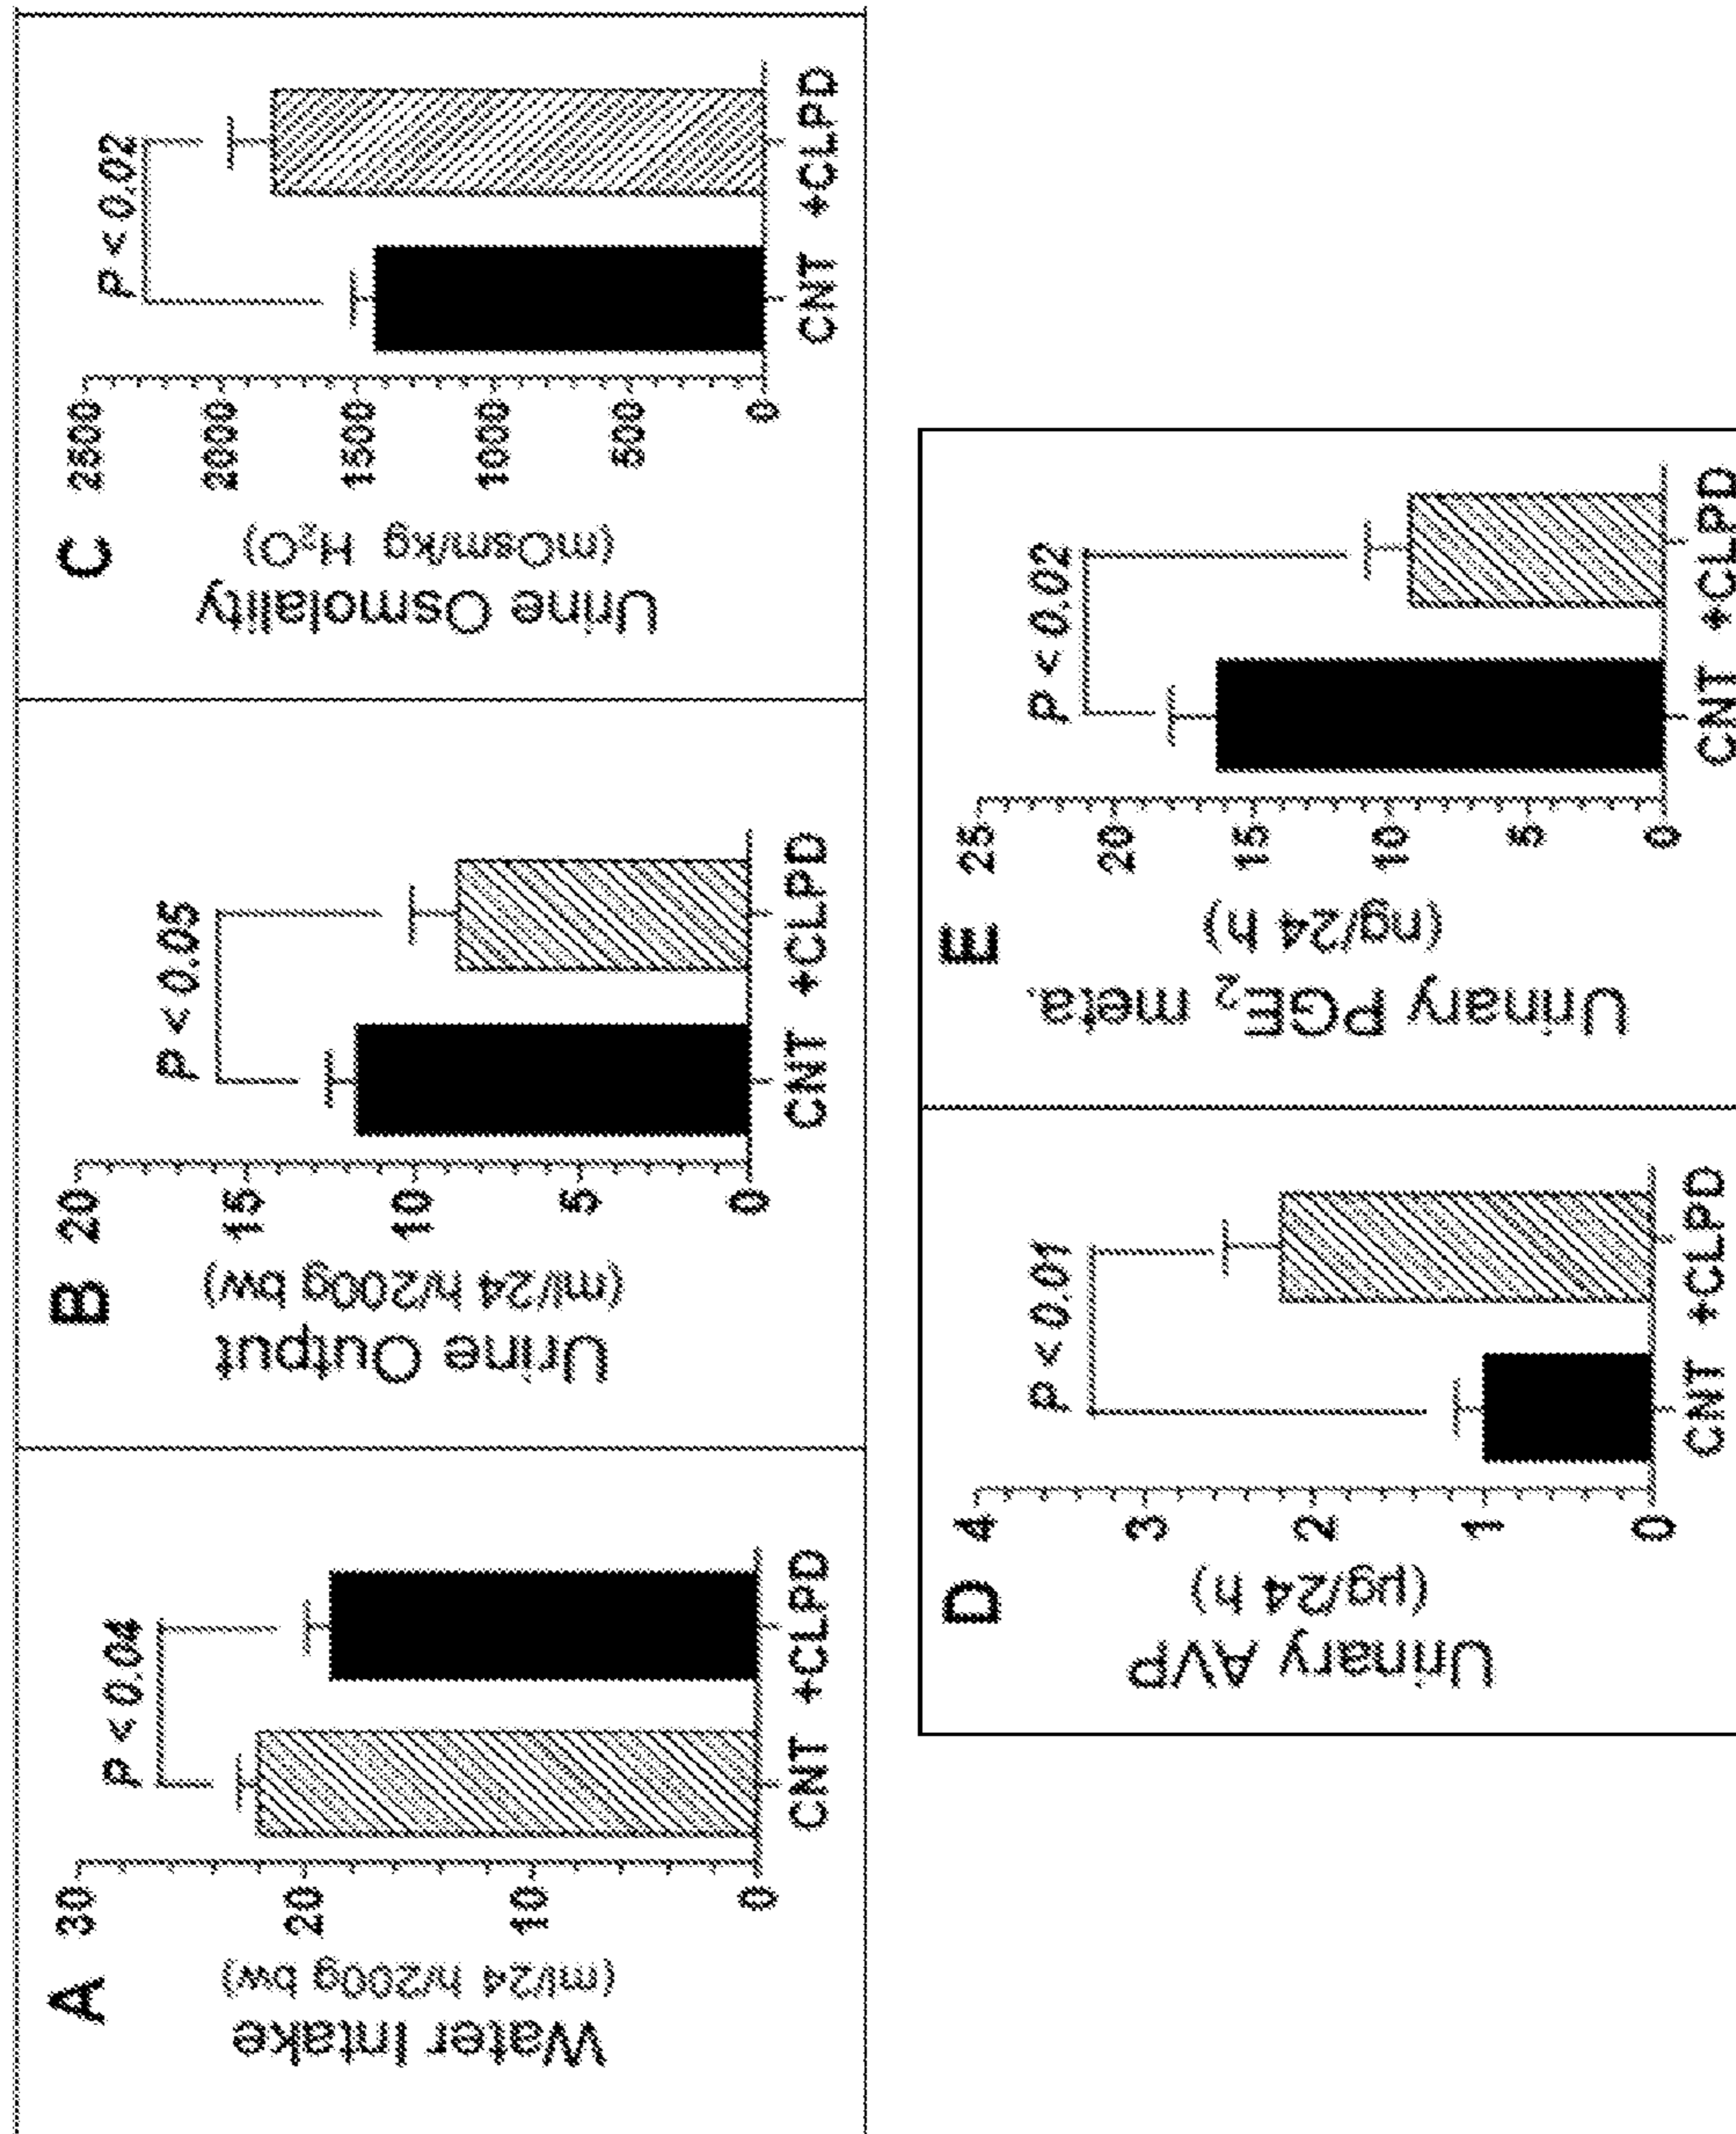 A
Water Intake
(ml/24 h/200g bw)
30
20
10
0
P < 0.04
CNT +CLPD
B
Urine Output
(ml/24 h/200g bw)
20
15
10
5
0
P < 0.05
CNT +CLPD
C
Urine Osmolality
(mOsm/kg H₂O)
2500
2000
1500
1000
500
0
P < 0.02
CNT +CLPD
D
Urinary AVP
(µg/24 h)
4
3
2
1
0
P < 0.01
CNT +CLPD
E
Urinary PGE₂ meta.
(ng/24 h)
25
20
15
10
5
0
P < 0.02
CNT +CLPD